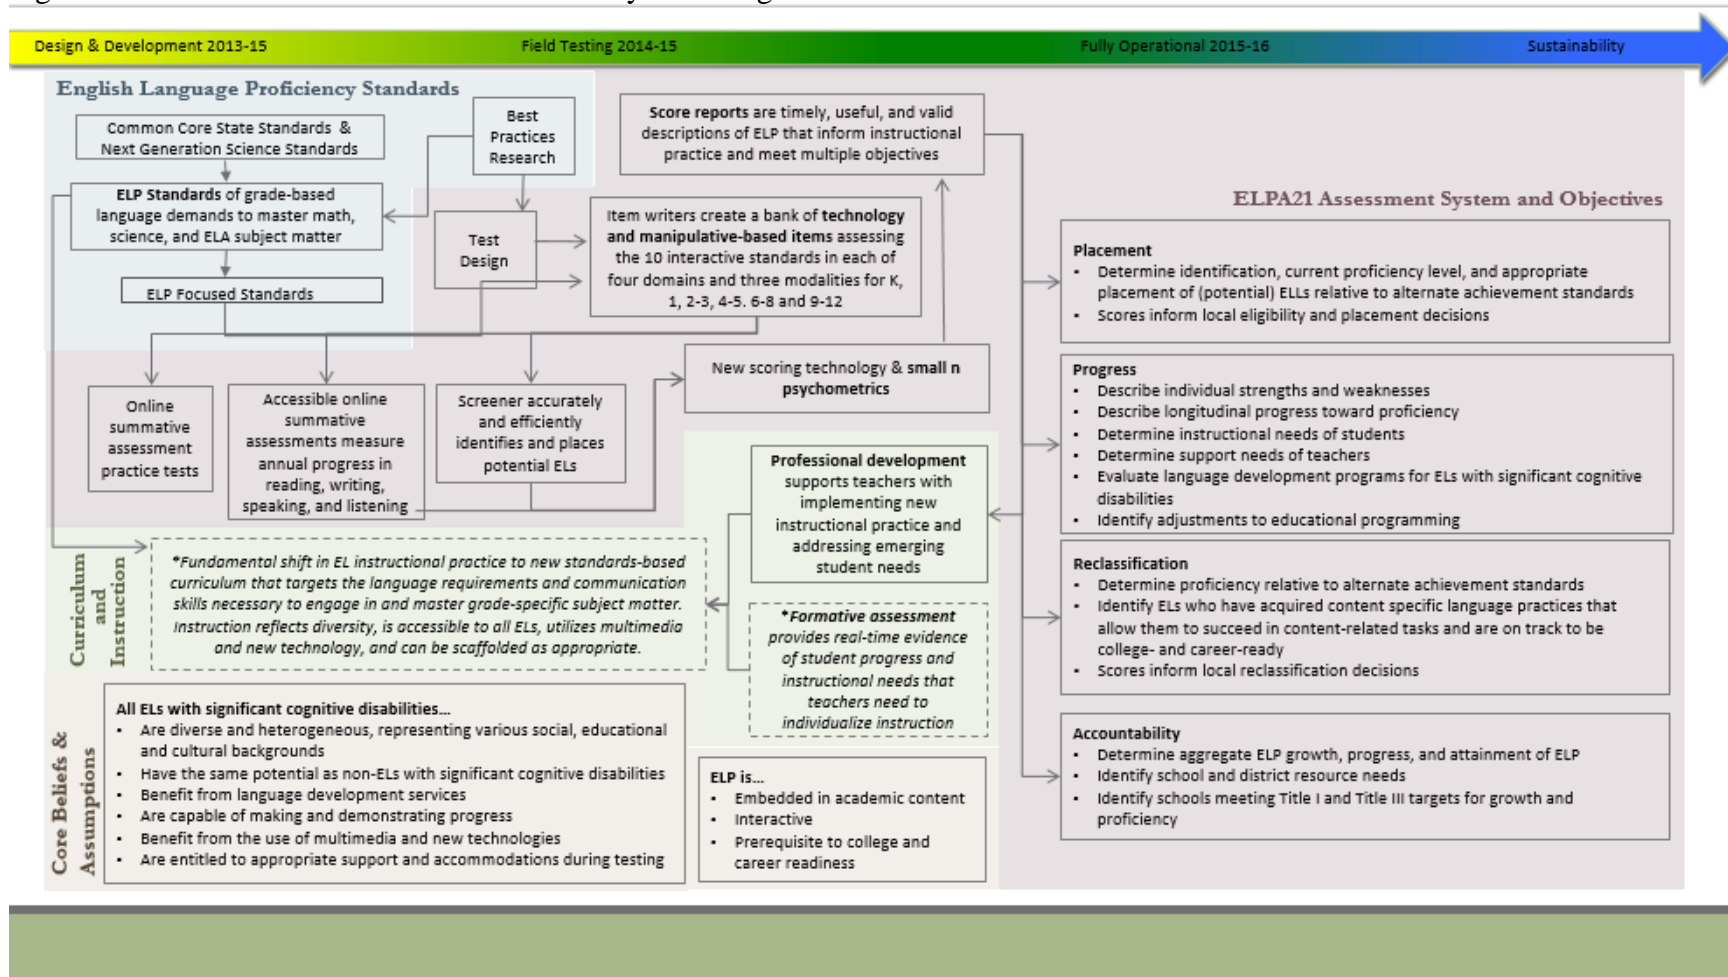 Design & Development 2013-15
Field Testing 2014-15
Fully Operational 2015-16
Sustainability
English Language Proficiency Standards
Common Core State Standards &
Next Generation Science Standards
Best
Practices
Research
ELP Standards of grade-based
language demands to master math,
science, and ELA subject matter
ELP Focused Standards
Test
Design
Score reports are timely, useful, and valid
descriptions of ELP that inform instructional
practice and meet multiple objectives
Item writers create a bank of technology
and manipulative-based items assessing
the 10 interactive standards in each of
four domains and three modalities for K,
1, 2-3, 4-5. 6-8 and 9-12
New scoring technology & small n
psychometrics
Online
summative
assessment
practice tests
Accessible online
summative
assessments measure
annual progress in
reading, writing,
speaking, and listening
Screener accurately
and efficiently
identifies and places
potential ELs
Professional development
supports teachers with
implementing new
instructional practice and
addressing emerging
student needs
Curriculum
and
Instruction
*Fundamental shift in EL instructional practice to new standards-based
curriculum that targets the language requirements and communication
skills necessary to engage in and master grade-specific subject matter.
Instruction reflects diversity, is accessible to all ELs, utilizes multimedia
and new technology, and can be scaffolded as appropriate.
*Formative assessment
provides real-time evidence
of student progress and
instructional needs that
teachers need to
individualize instruction
Core Beliefs &
Assumptions
All ELs with significant cognitive disabilities...
• Are diverse and heterogeneous, representing various social, educational
and cultural backgrounds
• Have the same potential as non-ELs with significant cognitive disabilities
• Benefit from language development services
• Are capable of making and demonstrating progress
• Benefit from the use of multimedia and new technologies
• Are entitled to appropriate support and accommodations during testing
ELP is...
• Embedded in academic content
• Interactive
• Prerequisite to college and
career readiness
ELPA21 Assessment System and Objectives
Placement
• Determine identification, current proficiency level, and appropriate
placement of (potential) ELLs relative to alternate achievement standards
• Scores inform local eligibility and placement decisions
Progress
• Describe individual strengths and weaknesses
• Describe longitudinal progress toward proficiency
• Determine instructional needs of students
• Determine support needs of teachers
• Evaluate language development programs for ELs with significant cognitive
disabilities
• Identify adjustments to educational programming
Reclassification
• Determine proficiency relative to alternate achievement standards
• Identify ELs who have acquired content specific language practices that
allow them to succeed in content-related tasks and are on track to be
college- and career-ready
• Scores inform local reclassification decisions
Accountability
• Determine aggregate ELP growth, progress, and attainment of ELP
• Identify school and district resource needs
• Identify schools meeting Title I and Title III targets for growth and
proficiency